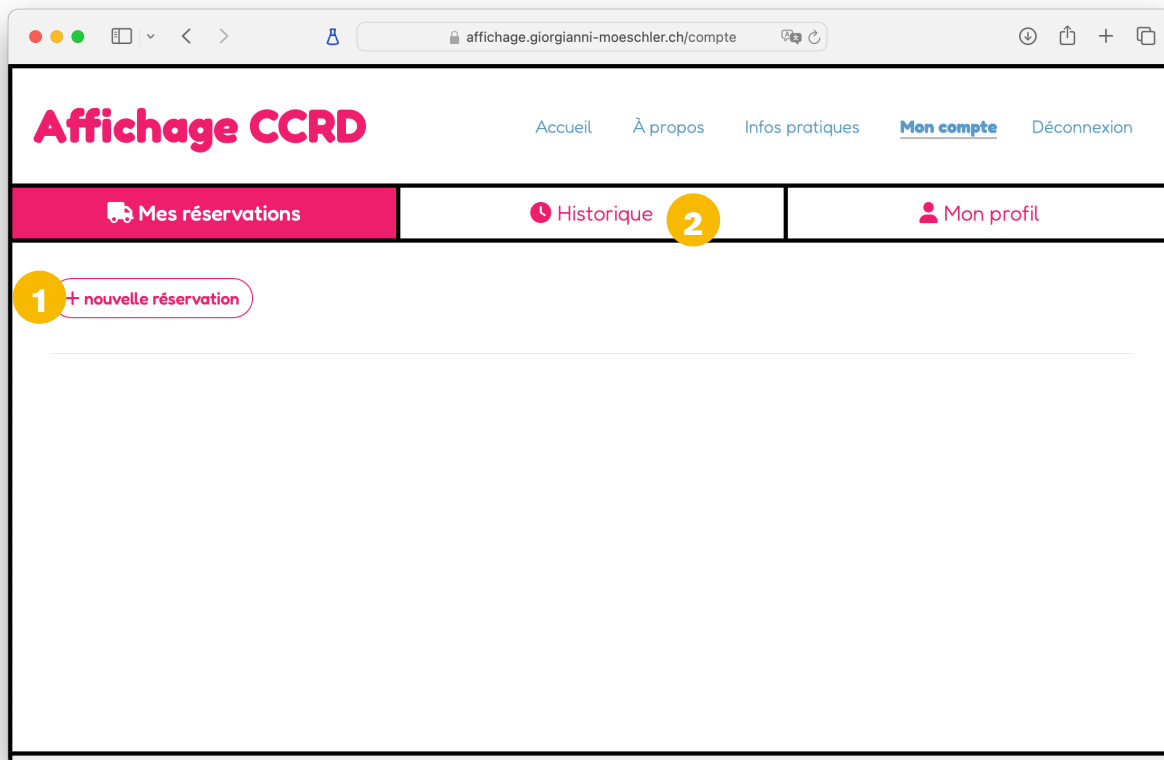 affichage.giorgianni-moeschler.ch/compte
Affichage CCRD
Accueil À propos Infos pratiques Mon compte Déconnexion
Mes réservations Historique 2 Mon profil
1 + nouvelle réservation